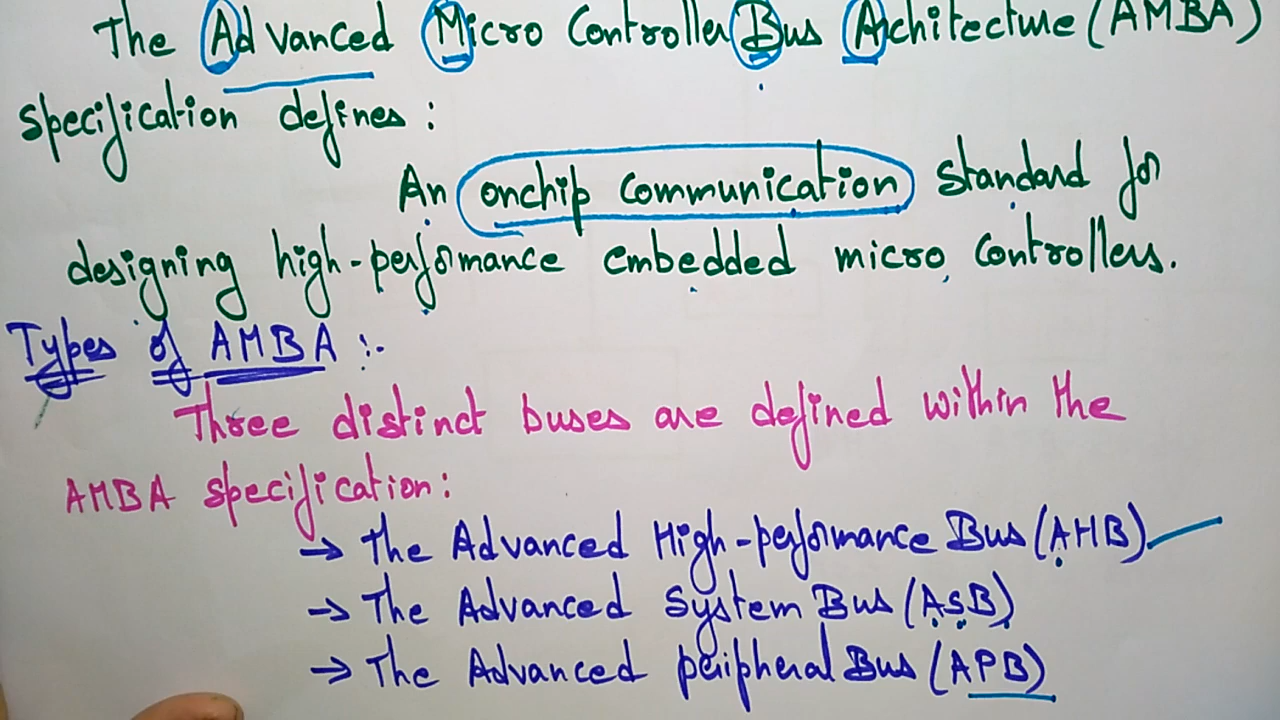 The Advanced Micro Controller Bus Architecture (AMBA)
specification defines :
An onchip communication standard for
designing high-performance embedded micro controllers.
Types of AMBA :-
Three distinct buses are defined within the
AMBA specification :
→ The Advanced High-performance Bus (AHB)
→ The Advanced System Bus (ASB)
→ The Advanced peripheral Bus (APB)